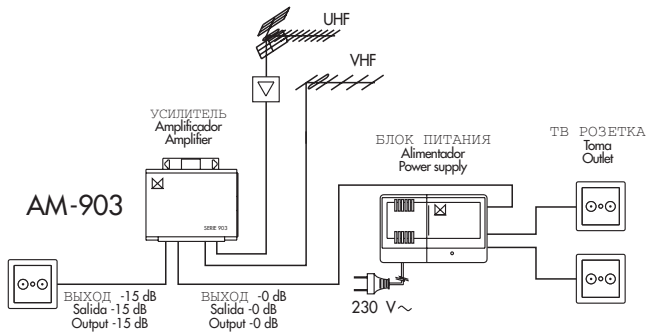 UHF
VHF
УСИЛИТЕЛЬ
Amplificador
Amplifier
БЛОК ПИТАНИЯ
Alimentador
Power supply
ТВ РОЗЕТКА
Toma
Outlet
AM-903
SERIE 903
ВЫХОД -15 dB
Salida -15 dB
Output -15 dB
ВЫХОД -0 dB
Salida -0 dB
Output -0 dB
230 V~